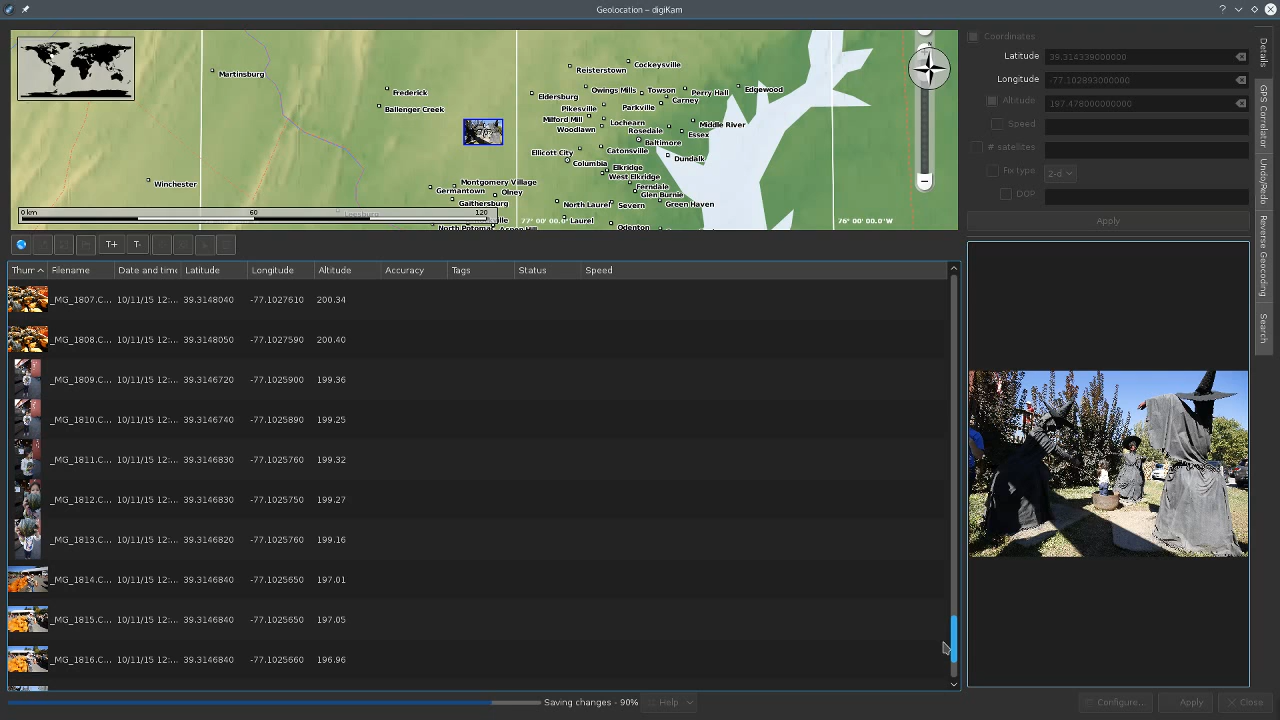 Geolocation – digiKam
Martinsburg
Frederick
Ballenger Creek
Winchester
Cockeysville
Reisterstown
Owings Mills
Towson
Perry Hall
Edgewood
Eldersburg
Carney
Pikesville
Parkville
Milford Mill
Lochearn
Middle River
Woodlawn
Rosedale
Essex
Baltimore
Ellicott City
Catonsville
Dundalk
Columbia
Elkridge
West Elkridge
Montgomery Village
Germantown
Olney
Ferndale
Glen Burnie
Gaithersburg
North Laurel
Severn
Green Haven
Laurel
Odenton
North Potomac
Aspen Hill
N
0 km
60
120
77° 00' 00.0"
76° 00' 00.0"W
Coordinates
Latitude 39.314339000000
Longitude -77.102893000000
Altitude 197.478000000000
Speed
# satellites
Fix type 2-d
DOP
Apply
Details
GPS Correlator
Undo/Redo
Reverse Geocoding
Search
T+ T-
Thum Filename Date and time Latitude Longitude Altitude Accuracy Tags Status Speed
_MG_1807.C... 10/11/15 12:... 39.3148040 -77.1027610 200.34
_MG_1808.C... 10/11/15 12:... 39.3148050 -77.1027590 200.40
_MG_1809.C... 10/11/15 12:... 39.3146720 -77.1025900 199.36
_MG_1810.C... 10/11/15 12:... 39.3146740 -77.1025890 199.25
_MG_1811.C... 10/11/15 12:... 39.3146830 -77.1025760 199.32
_MG_1812.C... 10/11/15 12:... 39.3146830 -77.1025750 199.27
_MG_1813.C... 10/11/15 12:... 39.3146820 -77.1025760 199.16
_MG_1814.C... 10/11/15 12:... 39.3146840 -77.1025650 197.01
_MG_1815.C... 10/11/15 12:... 39.3146840 -77.1025650 197.05
_MG_1816.C... 10/11/15 12:... 39.3146840 -77.1025660 196.96
Saving changes - 90% Help
Configure... Apply Close